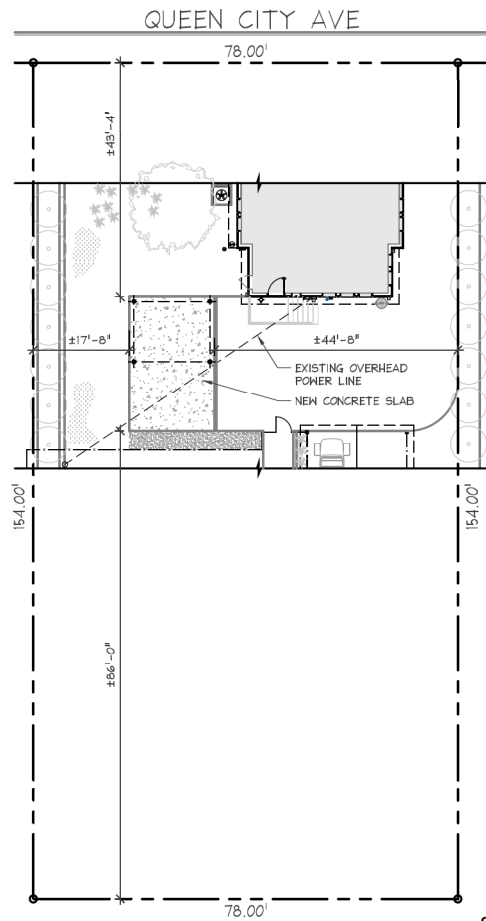 QUEEN CITY AVE
78.00'
±43'-4"
±17'-8"
±44'-8"
EXISTING OVERHEAD
POWER LINE
NEW CONCRETE SLAB
154.00'
154.00'
±86'-0"
78.00'